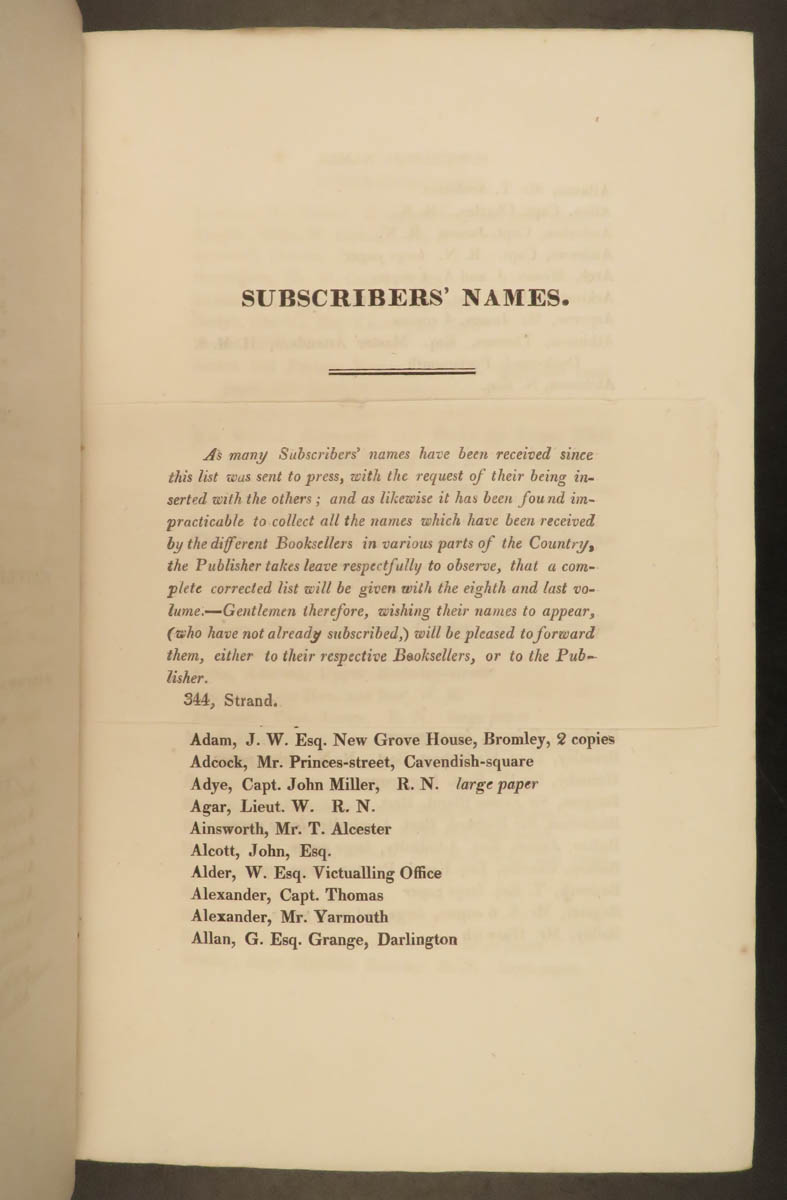 SUBSCRIBERS' NAMES.
As many Subscribers' names have been received since
this list was sent to press, with the request of their being in-
serted with the others; and as likewise it has been found im-
practicable to collect all the names which have been received
by the different Booksellers in various parts of the Country,
the Publisher takes leave respectfully to observe, that a com-
plete corrected list will be given with the eighth and last vo-
lume.—Gentlemen therefore, wishing their names to appear,
(who have not already subscribed,) will be pleased to forward
them, either to their respective Booksellers, or to the Pub-
lisher.
344, Strand.
Adam, J. W. Esq. New Grove House, Bromley, 2 copies
Adcock, Mr. Princes-street, Cavendish-square
Adye, Capt. John Miller, R. N. large paper
Agar, Lieut. W. R. N.
Ainsworth, Mr. T. Alcester
Alcott, John, Esq.
Alder, W. Esq. Victualling Office
Alexander, Capt. Thomas
Alexander, Mr. Yarmouth
Allan, G. Esq. Grange, Darlington